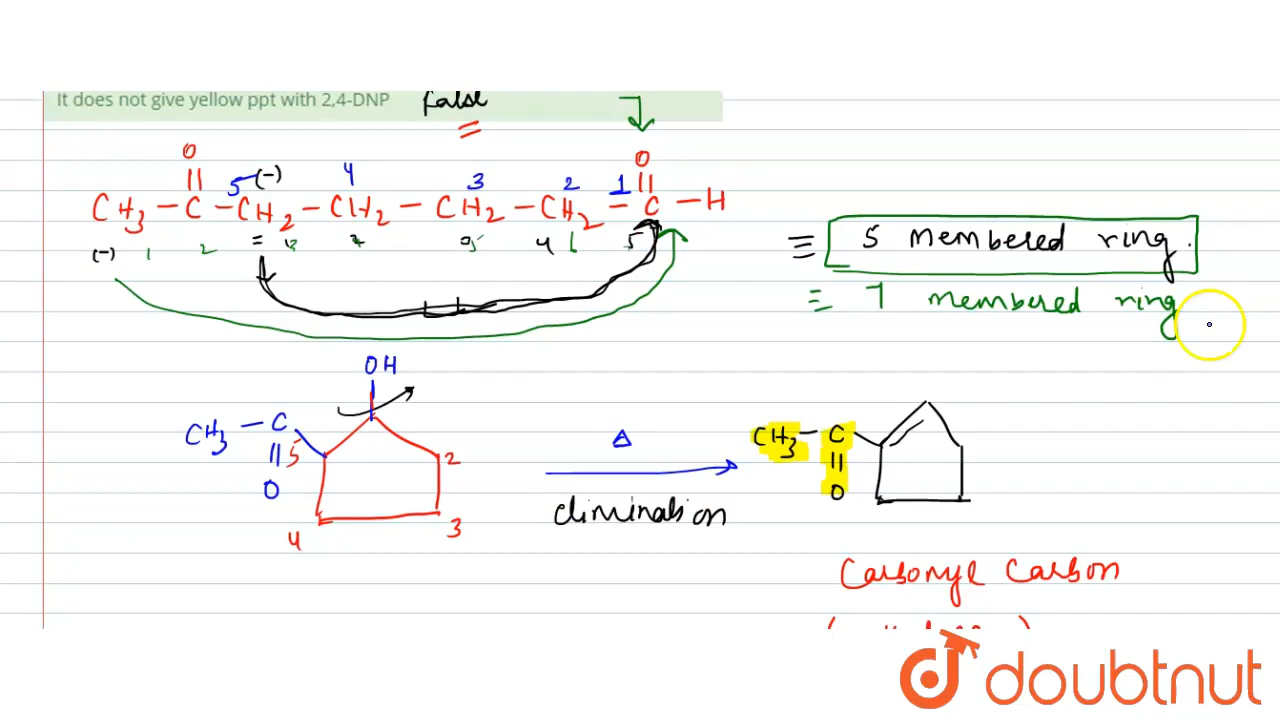 It does not give yellow ppt with 2,4-DNP false
O O
5 (-) 4 3 2 1
CH3 - C - CH2 - CH2 - CH2 - CH2 - C - H
(-) 1 2 4 6 5
≡ 5 membered ring.
≡ 7 membered ring
OH
CH3 - C 5 2 Δ CH3 - C
O O
4 3 elimination
Carbonyl Carbon
doubtnut